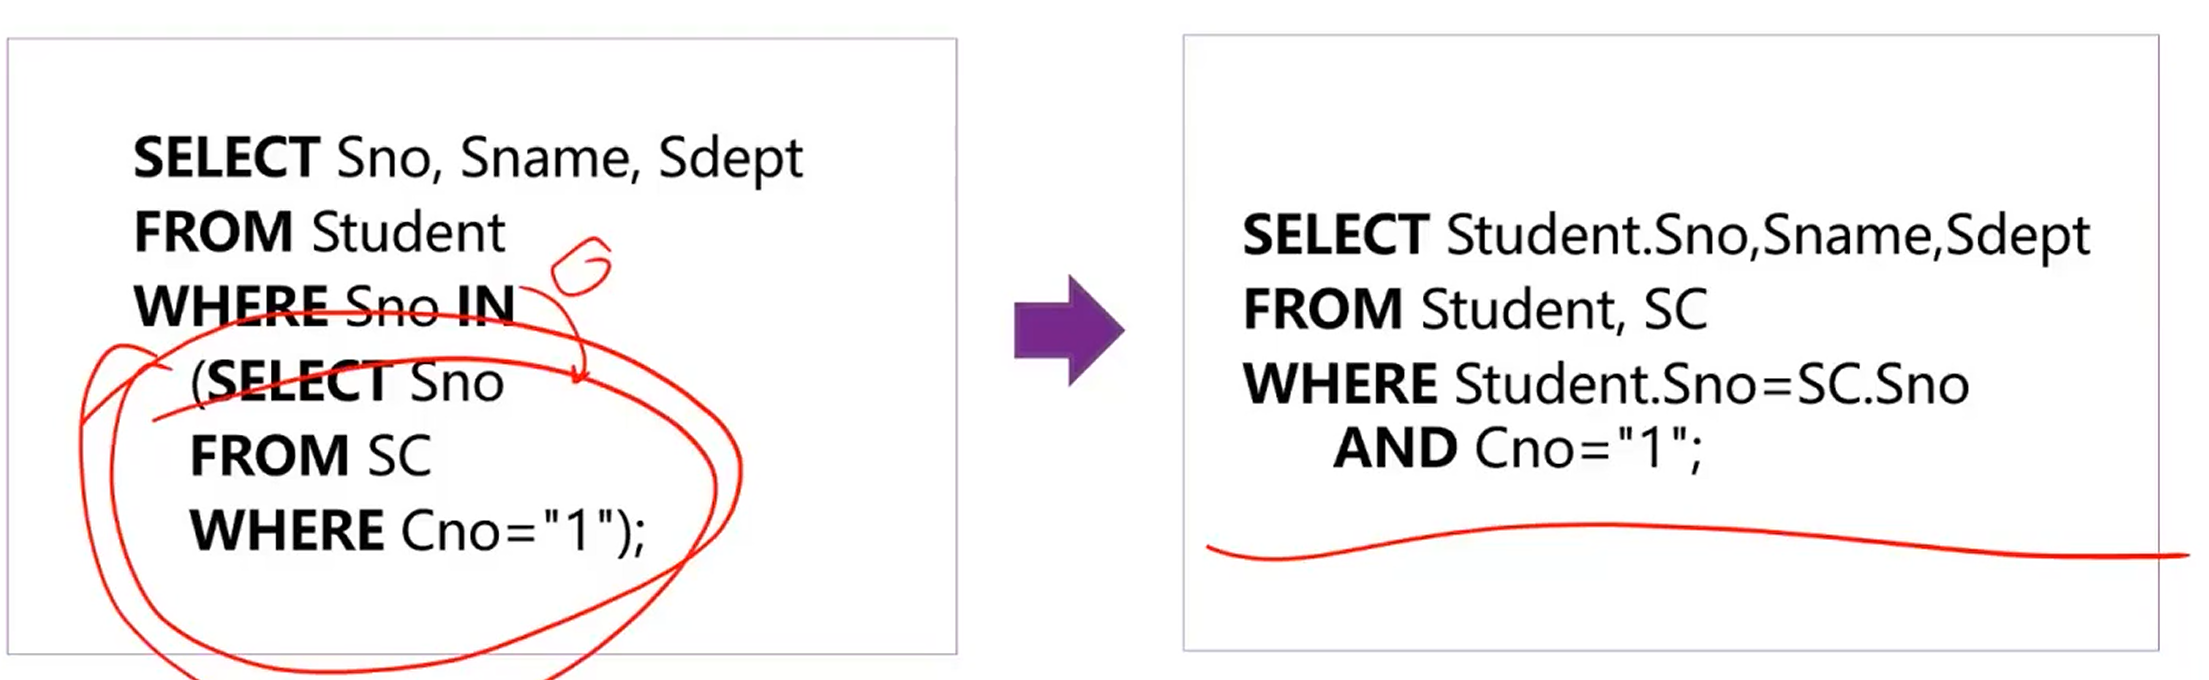 SELECT Sno, Sname, Sdept
FROM Student
WHERE Sno IN
(SELECT Sno
FROM SC
WHERE Cno="1");
SELECT Student.Sno,Sname,Sdept
FROM Student, SC
WHERE Student.Sno=SC.Sno
AND Cno="1";